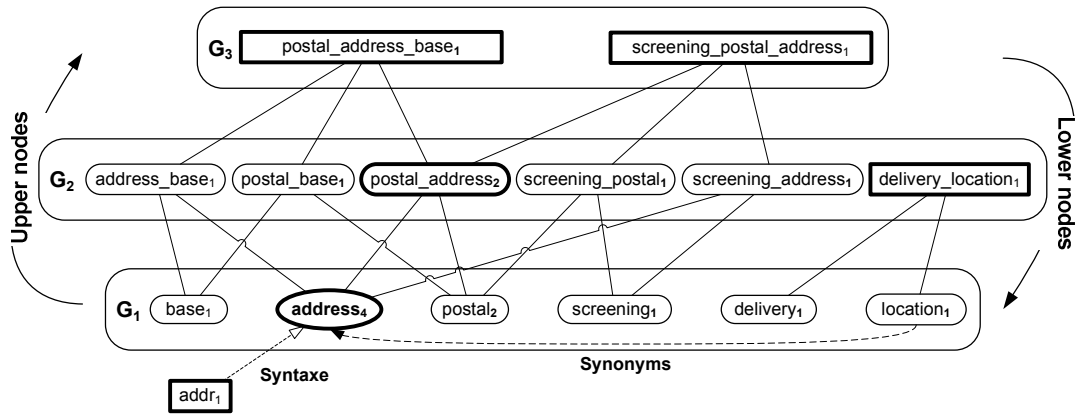 G₃ postal_address_base₁ screening_postal_address₁
Upper nodes
Lower nodes
G₂ address_base₁ postal_base₁ postal_address₂ screening_postal₁ screening_address₁ delivery_location₁
G₁ base₁ address₄ postal₂ screening₁ delivery₁ location₁
Syntaxe
Synonyms
addr₁